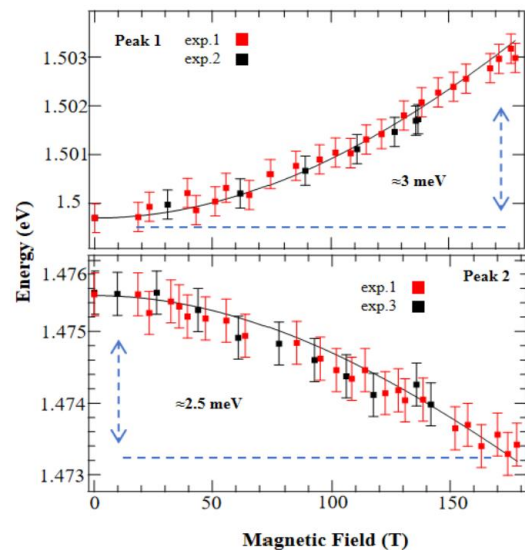 Peak 1
exp.1
exp.2
1.503
1.502
1.501
1.5
≈3 meV
Energy (eV)
Peak 2
exp.1
exp.3
1.476
1.475
1.474
1.473
≈2.5 meV
0
50
100
150
Magnetic Field (T)